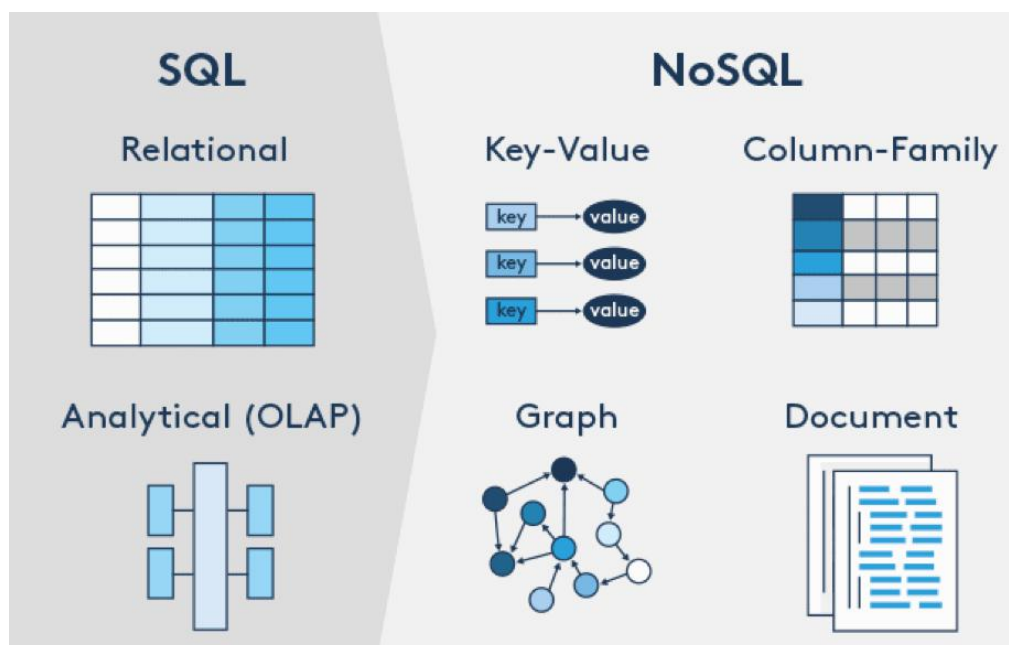 SQL
Relational
Analytical (OLAP)
NoSQL
Key-Value
key value
key value
key value
Column-Family
Graph
Document